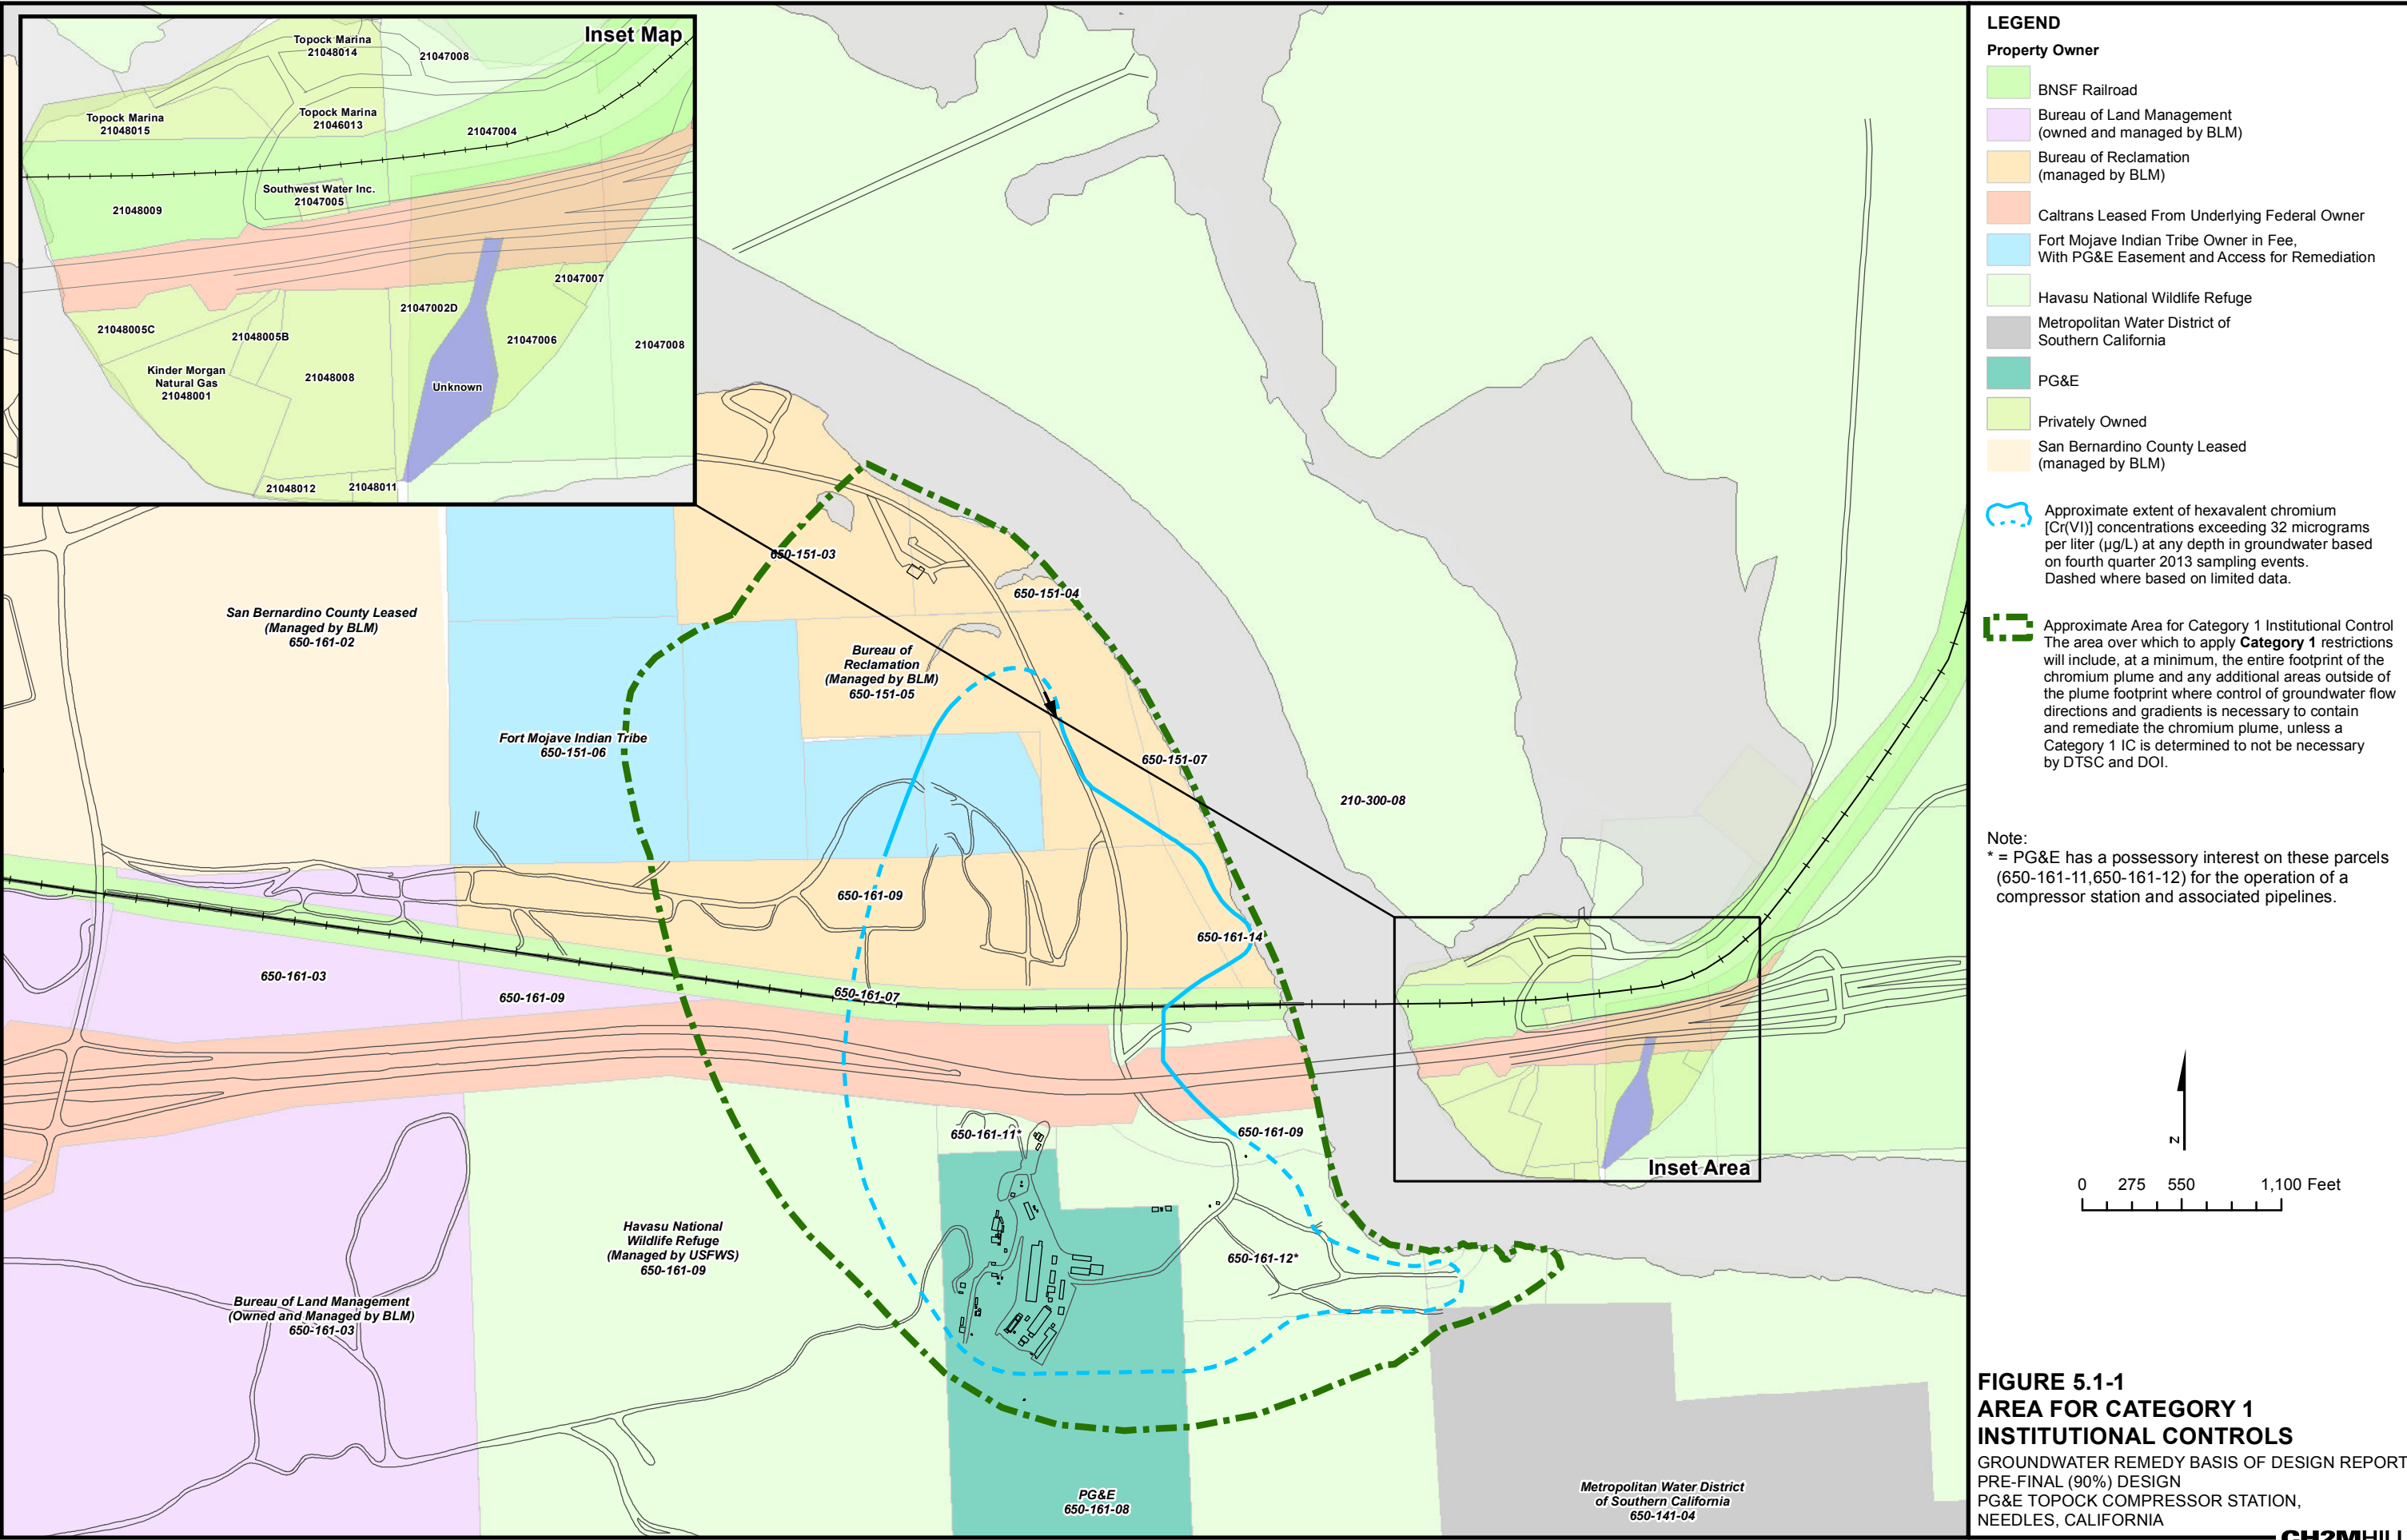 Inset Map
Topock Marina
21048014
21047008
Topock Marina
21048015
Topock Marina
21046013
21047004
Southwest Water Inc.
21047005
21048009
21047007
21047002D
21048005C
21048005B
21047006
21047008
Kinder Morgan
Natural Gas
21048001
21048008
Unknown
21048012
21048011
650-151-03
650-151-04
San Bernardino County Leased
(Managed by BLM)
650-161-02
Bureau of
Reclamation
(Managed by BLM)
650-151-05
Fort Mojave Indian Tribe
650-151-06
650-151-07
210-300-08
650-161-09
650-161-14
650-161-03
650-161-09
650-161-07
650-161-11*
650-161-09
Inset Area
Havasu National
Wildlife Refuge
(Managed by USFWS)
650-161-09
650-161-12*
Bureau of Land Management
(Owned and Managed by BLM)
650-161-03
PG&E
650-161-08
Metropolitan Water District
of Southern California
650-141-04
LEGEND
Property Owner
BNSF Railroad
Bureau of Land Management
(owned and managed by BLM)
Bureau of Reclamation
(managed by BLM)
Caltrans Leased From Underlying Federal Owner
Fort Mojave Indian Tribe Owner in Fee,
With PG&E Easement and Access for Remediation
Havasu National Wildlife Refuge
Metropolitan Water District of
Southern California
PG&E
Privately Owned
San Bernardino County Leased
(managed by BLM)
Approximate extent of hexavalent chromium
[Cr(VI)] concentrations exceeding 32 micrograms
per liter (µg/L) at any depth in groundwater based
on fourth quarter 2013 sampling events.
Dashed where based on limited data.
Approximate Area for Category 1 Institutional Control
The area over which to apply Category 1 restrictions
will include, at a minimum, the entire footprint of the
chromium plume and any additional areas outside of
the plume footprint where control of groundwater flow
directions and gradients is necessary to contain
and remediate the chromium plume, unless a
Category 1 IC is determined to not be necessary
by DTSC and DOI.
Note:
* = PG&E has a possessory interest on these parcels
(650-161-11,650-161-12) for the operation of a
compressor station and associated pipelines.
Z
0 275 550 1,100 Feet
FIGURE 5.1-1
AREA FOR CATEGORY 1
INSTITUTIONAL CONTROLS
GROUNDWATER REMEDY BASIS OF DESIGN REPORT
PRE-FINAL (90%) DESIGN
PG&E TOPOCK COMPRESSOR STATION,
NEEDLES, CALIFORNIA
CH2MHILL